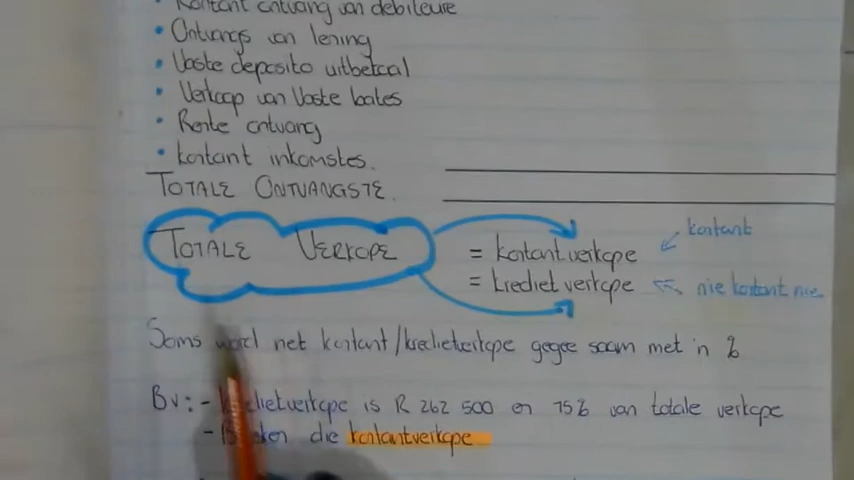 • Kontant ontvang van debiteure
• Ontvangs van lening
• Vaste deposito uitbetaal
• Verkoop van Vaste bates
• Rente ontvang
• Kontant inkomstes.
TOTALE ONTVANGSTE.
TOTALE VERKOPE = kontantverkope kontant
= krediet verkope nie kontant nie
Soms word net kontant/kredietverkope gegee saam met 'n %
BV: - Kredietverkope is R 262 500 en 75% van totale verkope
- die kontantverkope